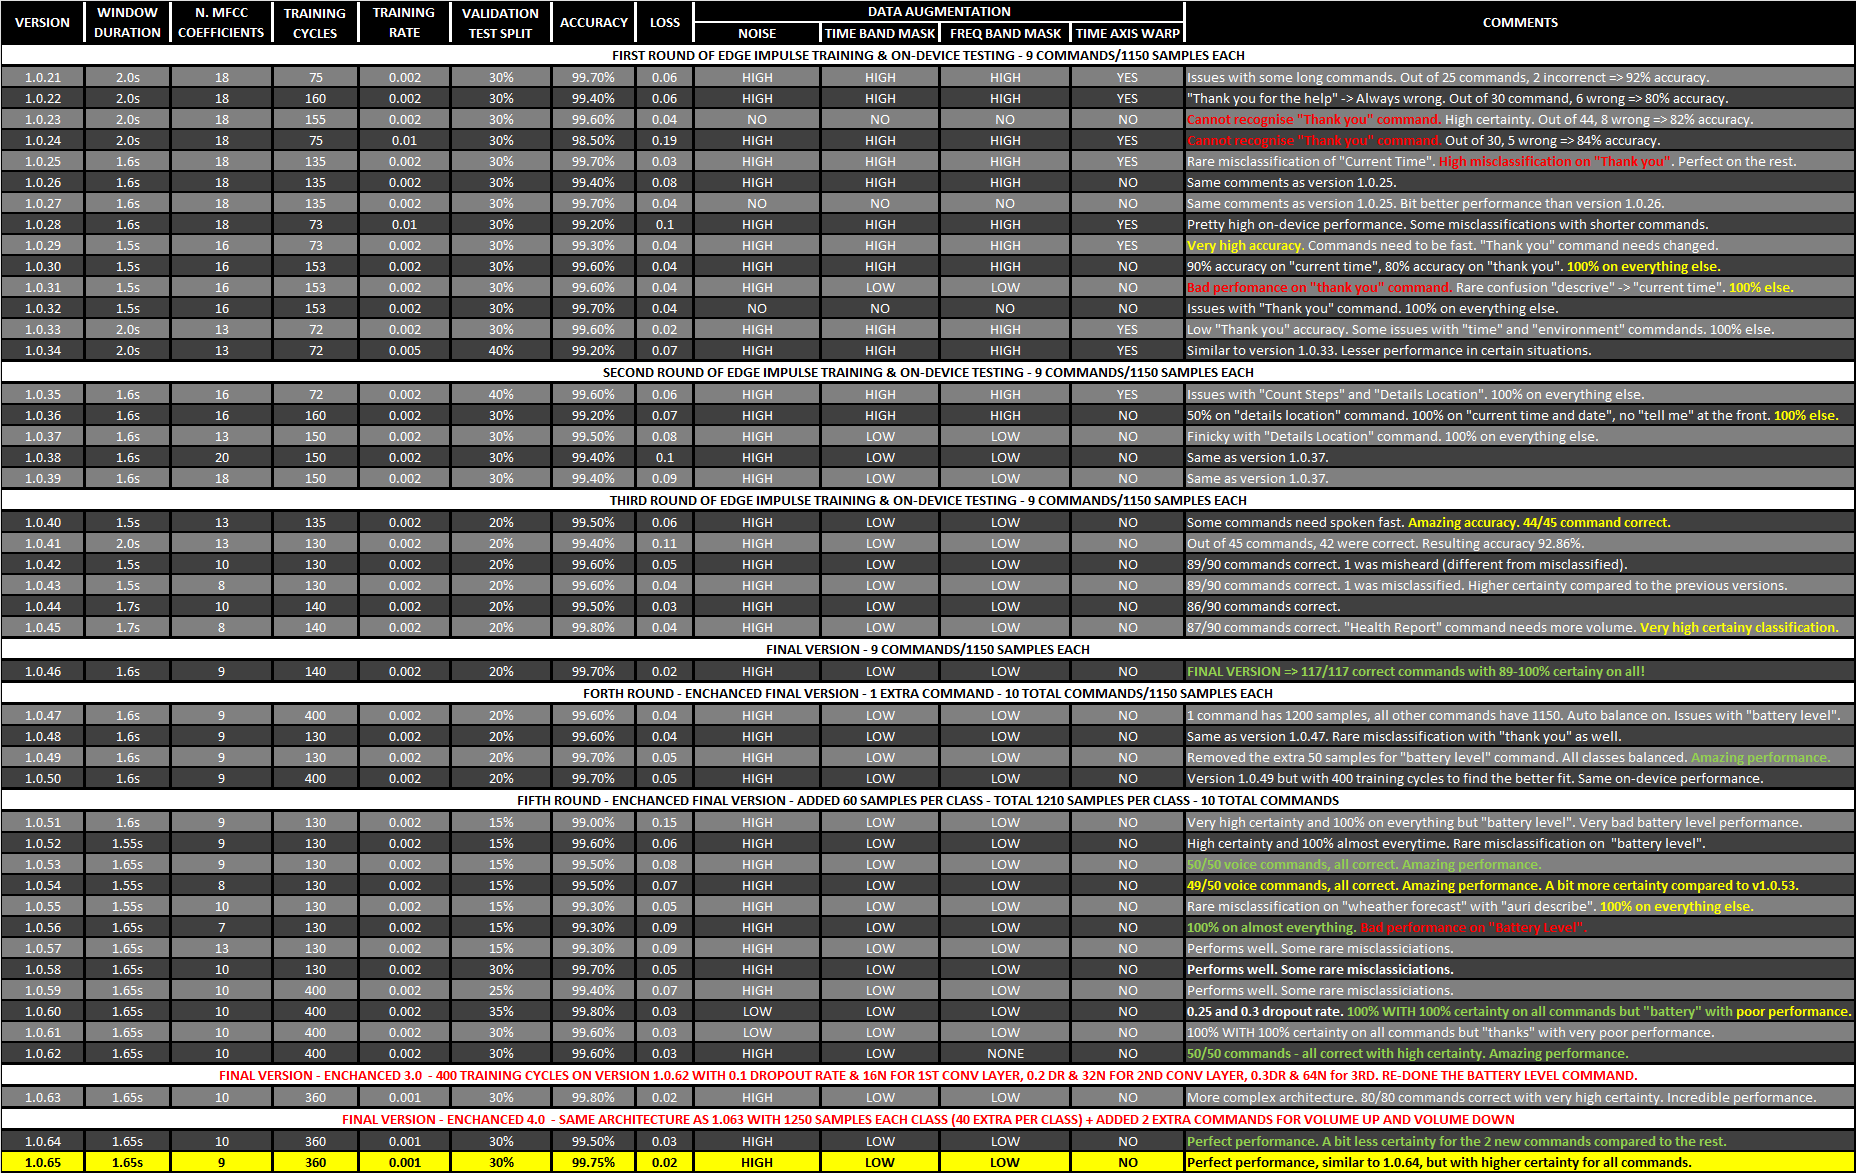 VERSION | WINDOW DURATION | N. MFCC COEFFICIENTS | TRAINING CYCLES | TRAINING RATE | VALIDATION TEST SPLIT | ACCURACY | LOSS | DATA AUGMENTATION | COMMENTS
NOISE | TIME BAND MASK | FREQ BAND MASK | TIME AXIS WARP
FIRST ROUND OF EDGE IMPULSE TRAINING & ON-DEVICE TESTING - 9 COMMANDS/1150 SAMPLES EACH
1.0.21 | 2.0s | 18 | 75 | 0.002 | 30% | 99.70% | 0.06 | HIGH | HIGH | HIGH | YES | Issues with some long commands. Out of 25 commands, 2 incorrenct => 92% accuracy.
1.0.22 | 2.0s | 18 | 160 | 0.002 | 30% | 99.40% | 0.06 | HIGH | HIGH | HIGH | YES | "Thank you for the help" -> Always wrong. Out of 30 command, 6 wrong => 80% accuracy.
1.0.23 | 2.0s | 18 | 155 | 0.002 | 30% | 99.60% | 0.04 | NO | NO | NO | NO | Cannot recognise "Thank you" command. High certainty. Out of 44, 8 wrong => 82% accuracy.
1.0.24 | 2.0s | 18 | 75 | 0.01 | 30% | 98.50% | 0.19 | HIGH | HIGH | HIGH | YES | Cannot recognise "Thank you" command. Out of 30, 5 wrong => 84% accuracy.
1.0.25 | 1.6s | 18 | 135 | 0.002 | 30% | 99.70% | 0.03 | HIGH | HIGH | HIGH | YES | Rare misclassification of "Current Time". High misclassification on "Thank you". Perfect on the rest.
1.0.26 | 1.6s | 18 | 135 | 0.002 | 30% | 99.40% | 0.08 | HIGH | HIGH | HIGH | NO | Same comments as version 1.0.25.
1.0.27 | 1.6s | 18 | 135 | 0.002 | 30% | 99.70% | 0.04 | NO | NO | NO | NO | Same comments as version 1.0.25. Bit better performance than version 1.0.26.
1.0.28 | 1.6s | 18 | 73 | 0.01 | 30% | 99.20% | 0.1 | HIGH | HIGH | HIGH | YES | Pretty high on-device performance. Some misclassifications with shorter commands.
1.0.29 | 1.5s | 16 | 73 | 0.002 | 30% | 99.30% | 0.04 | HIGH | HIGH | HIGH | YES | Very high accuracy. Commands need to be fast. "Thank you" command needs changed.
1.0.30 | 1.5s | 16 | 153 | 0.002 | 30% | 99.60% | 0.04 | HIGH | HIGH | HIGH | NO | 90% accuracy on "current time", 80% accuracy on "thank you". 100% on everything else.
1.0.31 | 1.5s | 16 | 153 | 0.002 | 30% | 99.60% | 0.04 | HIGH | LOW | LOW | NO | Bad perfomance on "thank you" command. Rare confusion "descrive" -> "current time". 100% else.
1.0.32 | 1.5s | 16 | 153 | 0.002 | 30% | 99.70% | 0.04 | NO | NO | NO | NO | Issues with "Thank you" command. 100% on everything else.
1.0.33 | 2.0s | 13 | 72 | 0.002 | 30% | 99.60% | 0.02 | HIGH | HIGH | HIGH | YES | Low "Thank you" accuracy. Some issues with "time" and "environment" commdands. 100% else.
1.0.34 | 2.0s | 13 | 72 | 0.005 | 40% | 99.20% | 0.07 | HIGH | HIGH | HIGH | YES | Similar to version 1.0.33. Lesser performance in certain situations.
SECOND ROUND OF EDGE IMPULSE TRAINING & ON-DEVICE TESTING - 9 COMMANDS/1150 SAMPLES EACH
1.0.35 | 1.6s | 16 | 72 | 0.002 | 40% | 99.60% | 0.06 | HIGH | HIGH | HIGH | YES | Issues with "Count Steps" and "Details Location". 100% on everything else.
1.0.36 | 1.6s | 16 | 160 | 0.002 | 30% | 99.20% | 0.07 | HIGH | HIGH | HIGH | NO | 50% on "details location" command. 100% on "current time and date", no "tell me" at the front. 100% else.
1.0.37 | 1.6s | 13 | 150 | 0.002 | 30% | 99.50% | 0.08 | HIGH | LOW | LOW | NO | Finicky with "Details Location" command. 100% on everything else.
1.0.38 | 1.6s | 20 | 150 | 0.002 | 30% | 99.40% | 0.1 | HIGH | LOW | LOW | NO | Same as version 1.0.37.
1.0.39 | 1.6s | 18 | 150 | 0.002 | 30% | 99.40% | 0.09 | HIGH | LOW | LOW | NO | Same as version 1.0.37.
THIRD ROUND OF EDGE IMPULSE TRAINING & ON-DEVICE TESTING - 9 COMMANDS/1150 SAMPLES EACH
1.0.40 | 1.5s | 13 | 135 | 0.002 | 20% | 99.50% | 0.06 | HIGH | LOW | LOW | NO | Some commands need spoken fast. Amazing accuracy. 44/45 command correct.
1.0.41 | 2.0s | 13 | 130 | 0.002 | 20% | 99.40% | 0.11 | HIGH | LOW | LOW | NO | Out of 45 commands, 42 were correct. Resulting accuracy 92.86%.
1.0.42 | 1.5s | 10 | 130 | 0.002 | 20% | 99.60% | 0.05 | HIGH | LOW | LOW | NO | 89/90 commands correct. 1 was misheard (different from misclassified).
1.0.43 | 1.5s | 8 | 130 | 0.002 | 20% | 99.60% | 0.04 | HIGH | LOW | LOW | NO | 89/90 commands correct. 1 was misclassified. Higher certainty compared to the previous versions.
1.0.44 | 1.7s | 10 | 140 | 0.002 | 20% | 99.50% | 0.03 | HIGH | LOW | LOW | NO | 86/90 commands correct.
1.0.45 | 1.7s | 8 | 140 | 0.002 | 20% | 99.80% | 0.04 | HIGH | LOW | LOW | NO | 87/90 commands correct. "Health Report" command needs more volume. Very high certainy classification.
FINAL VERSION - 9 COMMANDS/1150 SAMPLES EACH
1.0.46 | 1.6s | 9 | 140 | 0.002 | 20% | 99.70% | 0.02 | HIGH | LOW | LOW | NO | FINAL VERSION => 117/117 correct commands with 89-100% certainy on all!
FORTH ROUND - ENCHANCED FINAL VERSION - 1 EXTRA COMMAND - 10 TOTAL COMMANDS/1150 SAMPLES EACH
1.0.47 | 1.6s | 9 | 400 | 0.002 | 20% | 99.60% | 0.04 | HIGH | LOW | LOW | NO | 1 command has 1200 samples, all other commands have 1150. Auto balance on. Issues with "battery level".
1.0.48 | 1.6s | 9 | 130 | 0.002 | 20% | 99.60% | 0.04 | HIGH | LOW | LOW | NO | Same as version 1.0.47. Rare misclassification with "thank you" as well.
1.0.49 | 1.6s | 9 | 130 | 0.002 | 20% | 99.70% | 0.05 | HIGH | LOW | LOW | NO | Removed the extra 50 samples for "battery level" command. All classes balanced. Amazing performance.
1.0.50 | 1.6s | 9 | 400 | 0.002 | 20% | 99.70% | 0.05 | HIGH | LOW | LOW | NO | Version 1.0.49 but with 400 training cycles to find the better fit. Same on-device performance.
FIFTH ROUND - ENCHANCED FINAL VERSION - ADDED 60 SAMPLES PER CLASS - TOTAL 1210 SAMPLES PER CLASS - 10 TOTAL COMMANDS
1.0.51 | 1.6s | 9 | 130 | 0.002 | 15% | 99.00% | 0.15 | HIGH | LOW | LOW | NO | Very high certainty and 100% on everything but "battery level". Very bad battery level performance.
1.0.52 | 1.55s | 9 | 130 | 0.002 | 15% | 99.60% | 0.06 | HIGH | LOW | LOW | NO | High certainty and 100% almost everytime. Rare misclassification on "battery level".
1.0.53 | 1.65s | 9 | 130 | 0.002 | 15% | 99.50% | 0.08 | HIGH | LOW | LOW | NO | 50/50 voice commands, all correct. Amazing performance.
1.0.54 | 1.55s | 8 | 130 | 0.002 | 15% | 99.50% | 0.07 | HIGH | LOW | LOW | NO | 49/50 voice commands, all correct. Amazing performance. A bit more certainty compared to v1.0.53.
1.0.55 | 1.55s | 10 | 130 | 0.002 | 15% | 99.30% | 0.05 | HIGH | LOW | LOW | NO | Rare misclassification on "wheather forecast" with "auri describe". 100% on everything else.
1.0.56 | 1.65s | 7 | 130 | 0.002 | 15% | 99.30% | 0.09 | HIGH | LOW | LOW | NO | 100% on almost everything. Bad performance on "Battery Level".
1.0.57 | 1.65s | 13 | 130 | 0.002 | 15% | 99.30% | 0.09 | HIGH | LOW | LOW | NO | Performs well. Some rare misclassiciations.
1.0.58 | 1.65s | 10 | 130 | 0.002 | 30% | 99.70% | 0.05 | HIGH | LOW | LOW | NO | Performs well. Some rare misclassiciations.
1.0.59 | 1.65s | 10 | 400 | 0.002 | 25% | 99.40% | 0.07 | HIGH | LOW | LOW | NO | Performs well. Some rare misclassiciations.
1.0.60 | 1.65s | 10 | 400 | 0.002 | 35% | 99.80% | 0.03 | LOW | LOW | LOW | NO | 0.25 and 0.3 dropout rate. 100% WITH 100% certainty on all commands but "battery" with poor performance.
1.0.61 | 1.65s | 10 | 400 | 0.002 | 30% | 99.60% | 0.03 | LOW | LOW | LOW | NO | 100% WITH 100% certainty on all commands but "thanks" with very poor performance.
1.0.62 | 1.65s | 10 | 400 | 0.002 | 30% | 99.60% | 0.03 | HIGH | LOW | NONE | NO | 50/50 commands - all correct with high certainty. Amazing performance.
FINAL VERSION - ENCHANCED 3.0 - 400 TRAINING CYCLES ON VERSION 1.0.62 WITH 0.1 DROPOUT RATE & 16N FOR 1ST CONV LAYER, 0.2 DR & 32N FOR 2ND CONV LAYER, 0.3DR & 64N for 3RD. RE-DONE THE BATTERY LEVEL COMMAND.
1.0.63 | 1.65s | 10 | 360 | 0.001 | 30% | 99.80% | 0.02 | HIGH | LOW | LOW | NO | More complex architecture. 80/80 commands correct with very high certainty. Incredible performance.
FINAL VERSION - ENCHANCED 4.0 - SAME ARCHITECTURE AS 1.063 WITH 1250 SAMPLES EACH CLASS (40 EXTRA PER CLASS) + ADDED 2 EXTRA COMMANDS FOR VOLUME UP AND VOLUME DOWN
1.0.64 | 1.65s | 10 | 360 | 0.001 | 30% | 99.50% | 0.03 | HIGH | LOW | LOW | NO | Perfect performance. A bit less certainty for the 2 new commands compared to the rest.
1.0.65 | 1.65s | 9 | 360 | 0.001 | 30% | 99.75% | 0.02 | HIGH | LOW | LOW | NO | Perfect performance, similar to 1.0.64, but with higher certainty for all commands.